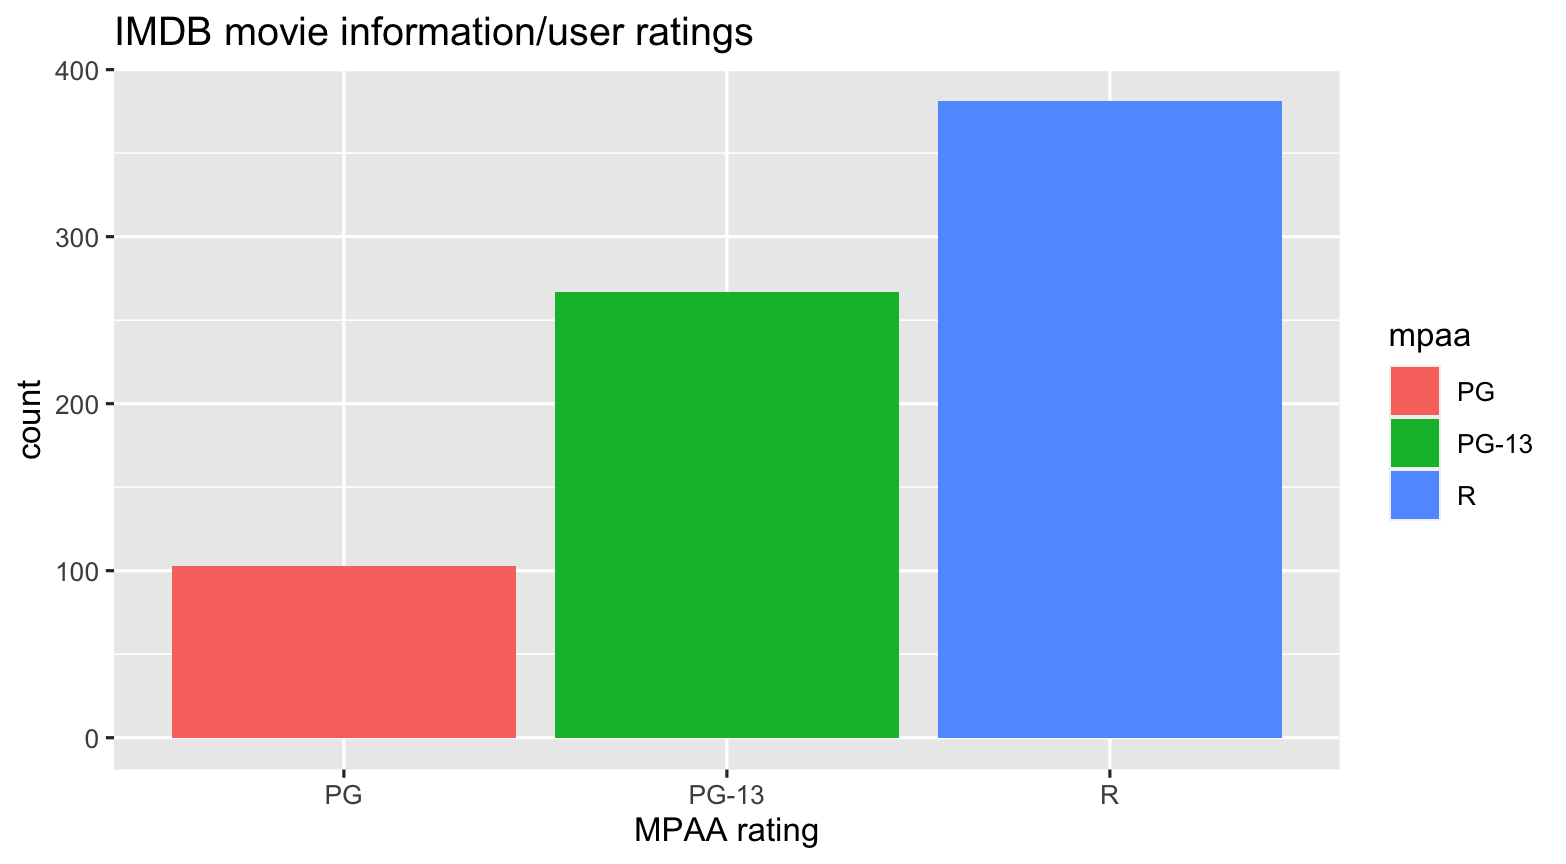 IMDB movie information/user ratings
400
300
200
100
0
count
PG
PG-13
R
MPAA rating
mpaa
PG
PG-13
R